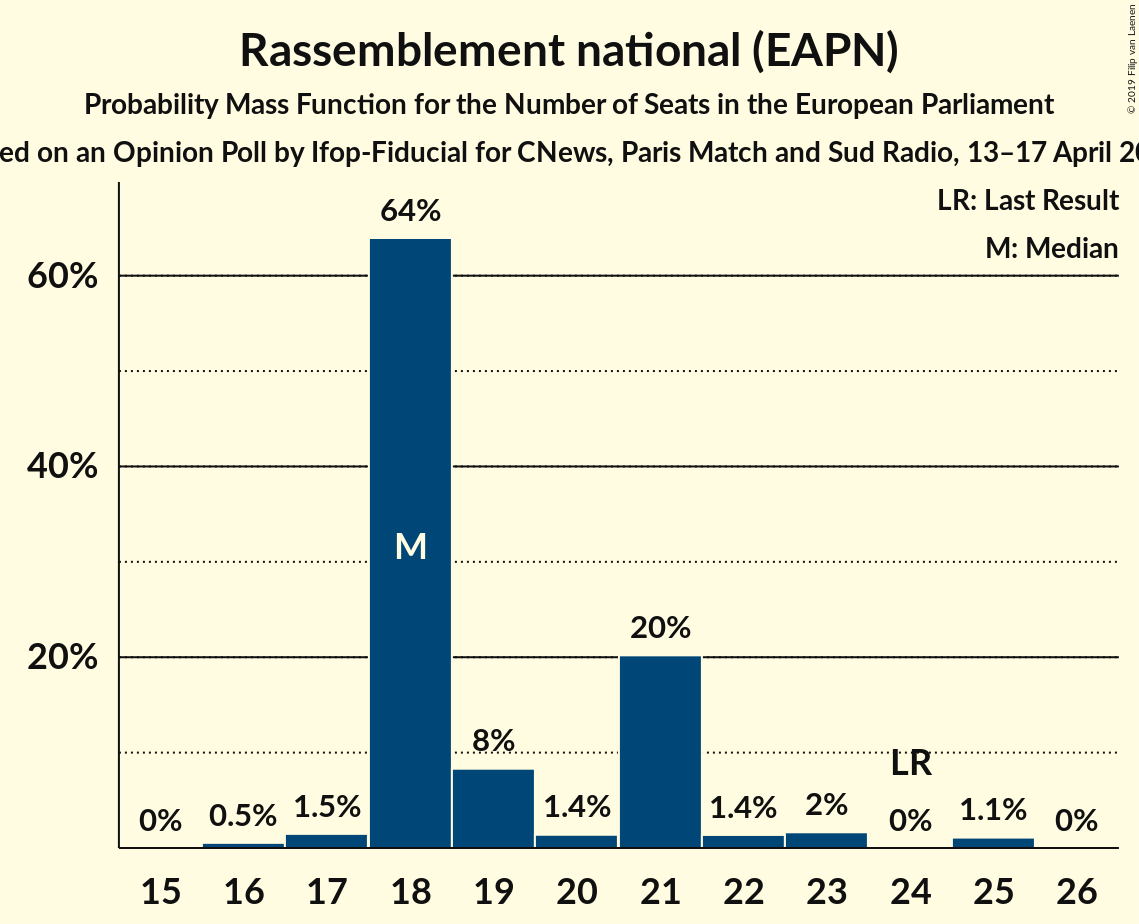 Rassemblement national (EAPN)
Probability Mass Function for the Number of Seats in the European Parliament
ed on an Opinion Poll by Ifop-Fiducial for CNews, Paris Match and Sud Radio, 13–17 April 20
© 2019 Filip van Laenen
LR: Last Result
M: Median
60%
40%
20%
64%
M
20%
8%
LR
0%
0.5%
1.5%
1.4%
1.4%
2%
0%
1.1%
0%
15 16 17 18 19 20 21 22 23 24 25 26